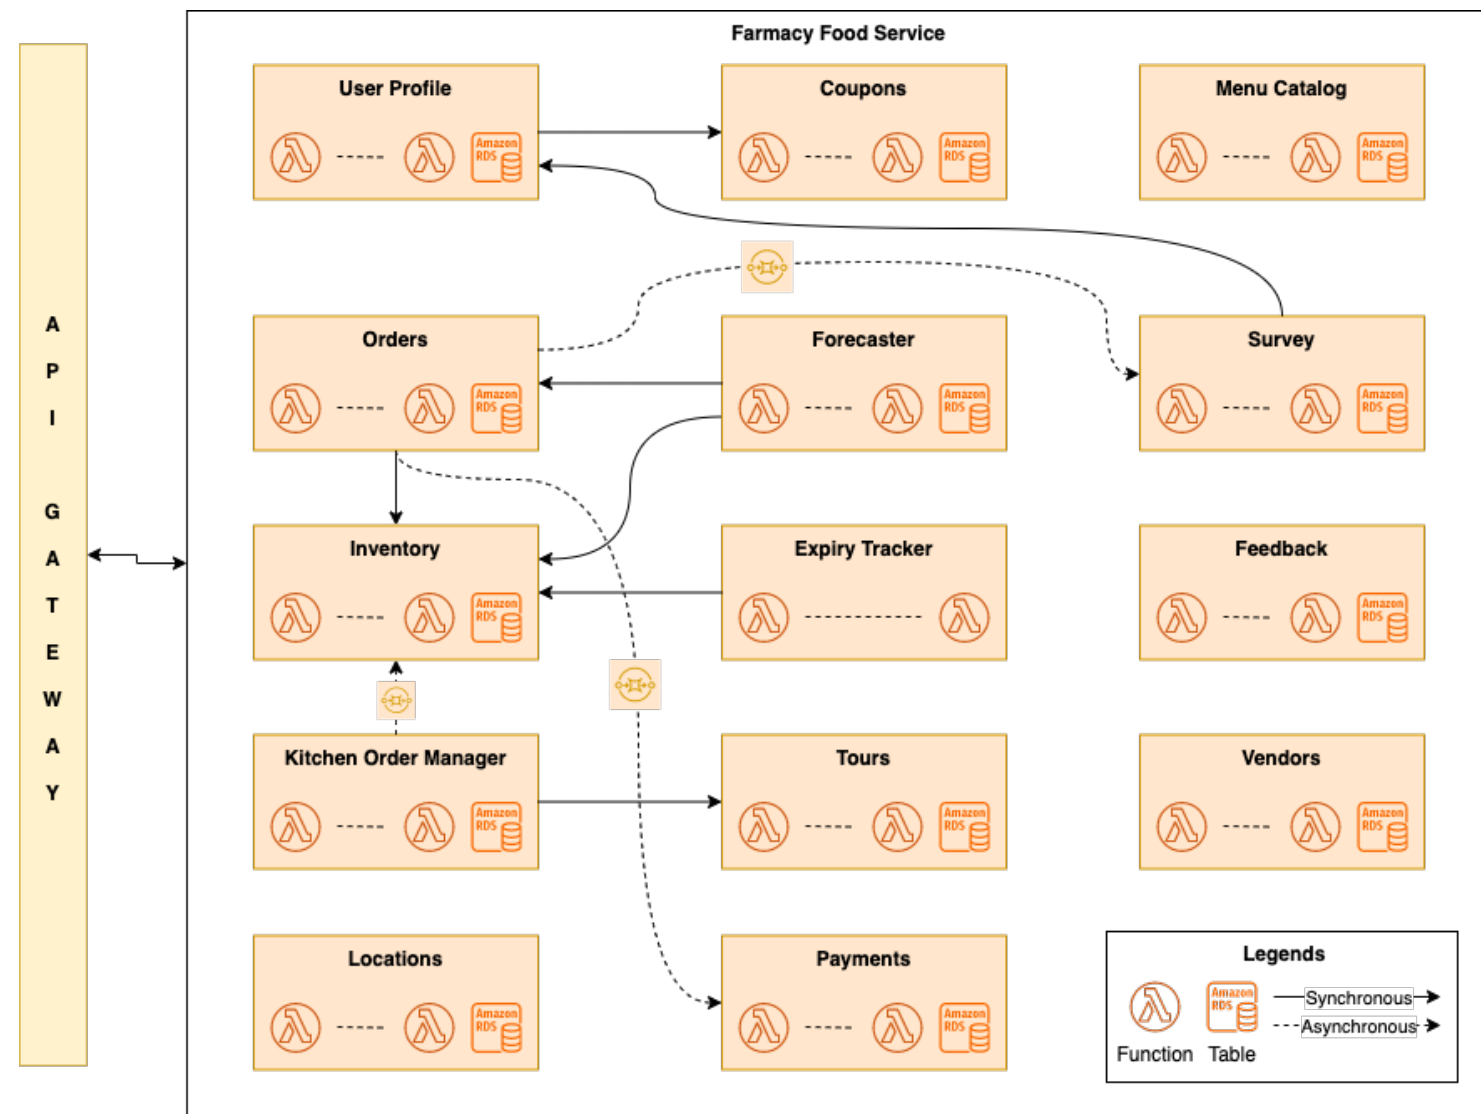 Farmacy Food Service
User Profile
Amazon
RDS
Coupons
Amazon
RDS
Menu Catalog
Amazon
RDS
A
P
I
G
A
T
E
W
A
Y
Orders
Amazon
RDS
Forecaster
Amazon
RDS
Survey
Amazon
RDS
Inventory
Amazon
RDS
Expiry Tracker
Feedback
Amazon
RDS
Kitchen Order Manager
Amazon
RDS
Tours
Amazon
RDS
Vendors
Amazon
RDS
Locations
Amazon
RDS
Payments
Amazon
RDS
Legends
Amazon
RDS
Function
Table
Synchronous
Asynchronous